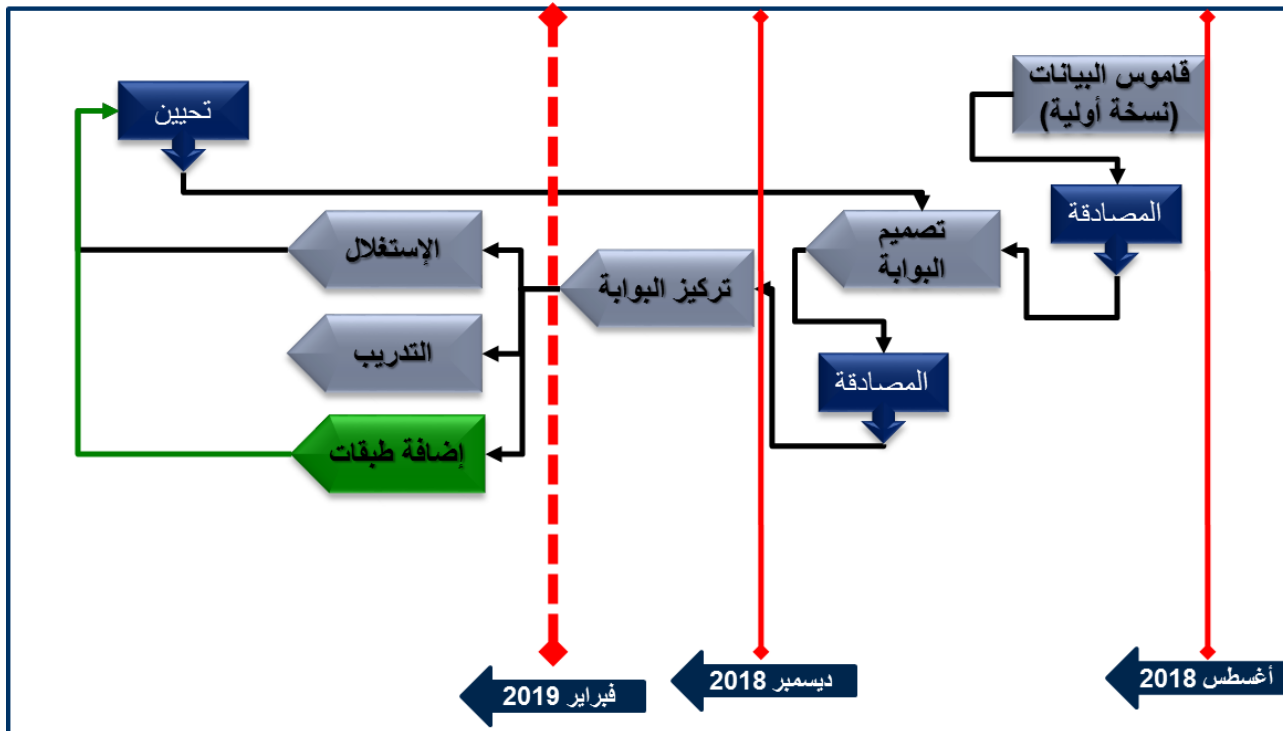 قاموس البيانات
(نسخة أولية)
المصادقة
تصميم
البوابة
المصادقة
تركيز البوابة
الإستغلال
التدريب
إضافة طبقات
تحيين
أغسطس 2018
ديسمبر 2018
فبراير 2019